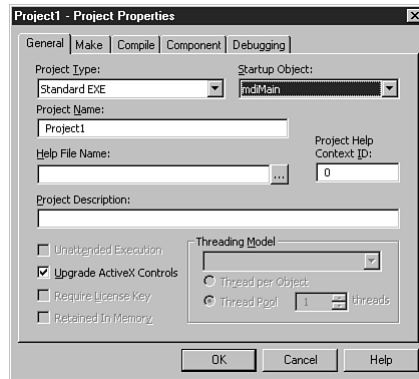 Project1 - Project Properties
General Make Compile Component Debugging
Project Type: Startup Object:
Standard EXE mdiMain
Project Name:
Project1
Project Help
Context ID:
Help File Name:
... 0
Project Description:
Unattended Execution
Upgrade ActiveX Controls
Require License Key
Retained In Memory
Threading Model
Thread per Object
Thread Pool 1 threads
OK Cancel Help